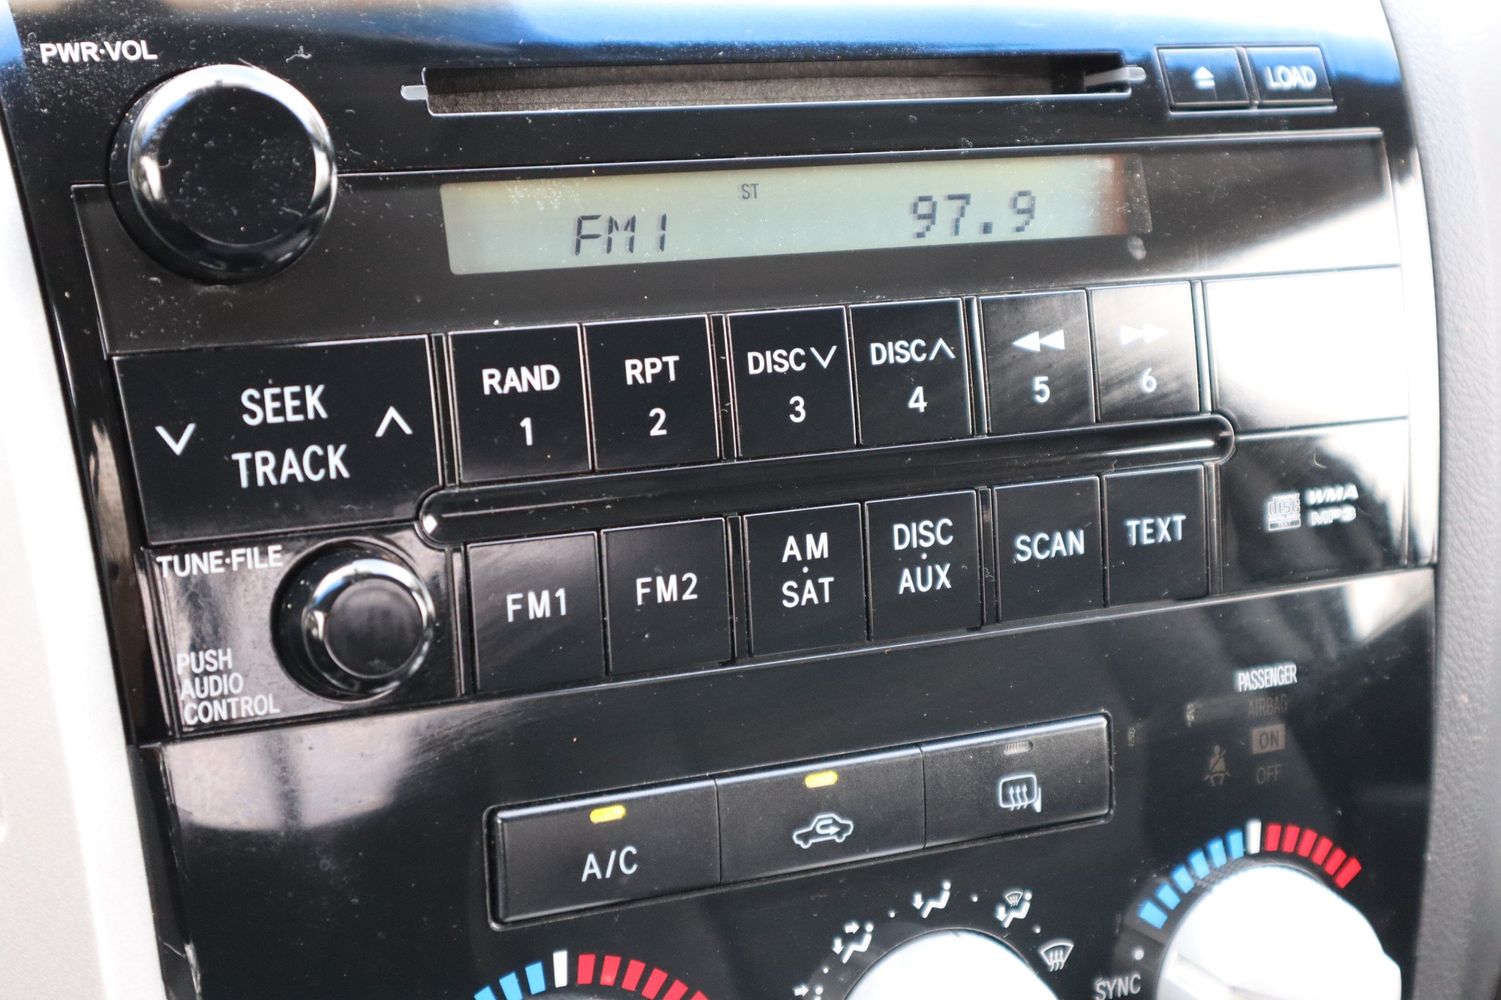 PWR·VOL
LOAD
ST
FM1 97.9
SEEK
TRACK
RAND
1
RPT
2
DISC
3
DISC
4
5
6
TUNE·FILE
PUSH
AUDIO
CONTROL
FM1
FM2
AM
·
SAT
DISC
·
AUX
SCAN
TEXT
disc
TEXT
WMA
MP3
PASSENGER
AIRBAG
ON
OFF
A/C
SYNC